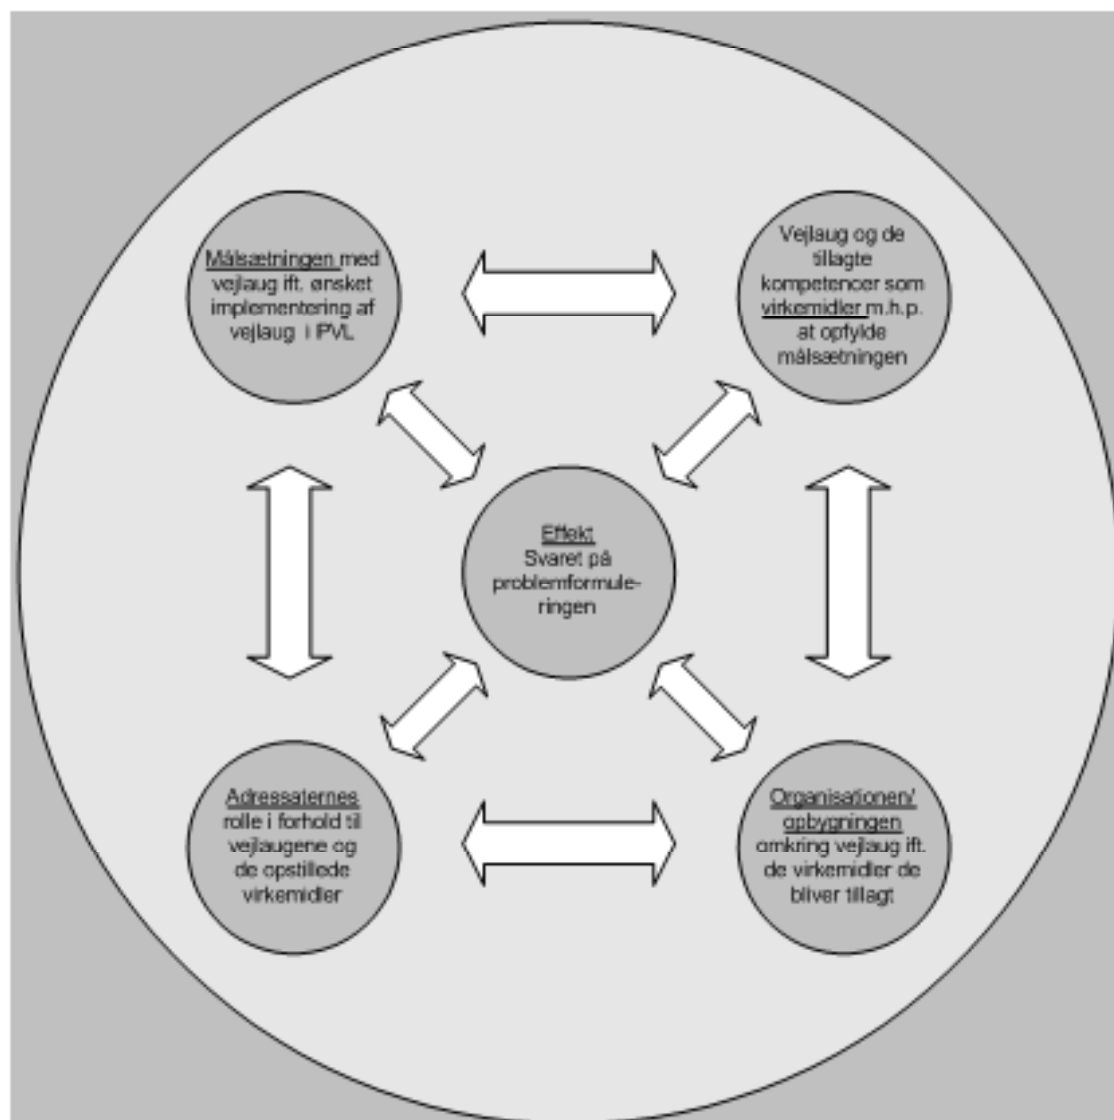 Målsætningen med
vejlaug ift. ønsket
implementering af
vejlaug i PVL
Vejlaug og de
tillagte
kompetencer som
virkemidler m.h.p.
at opfylde
målsætningen
Effekt
Svaret på
problemformule-
ringen
Adressaternes
rolle i forhold til
vejlaugene og
de opstillede
virkemidler
Organisationen/
opbygningen
omkring vejlaug ift.
de virkemidler de
bliver tillagt